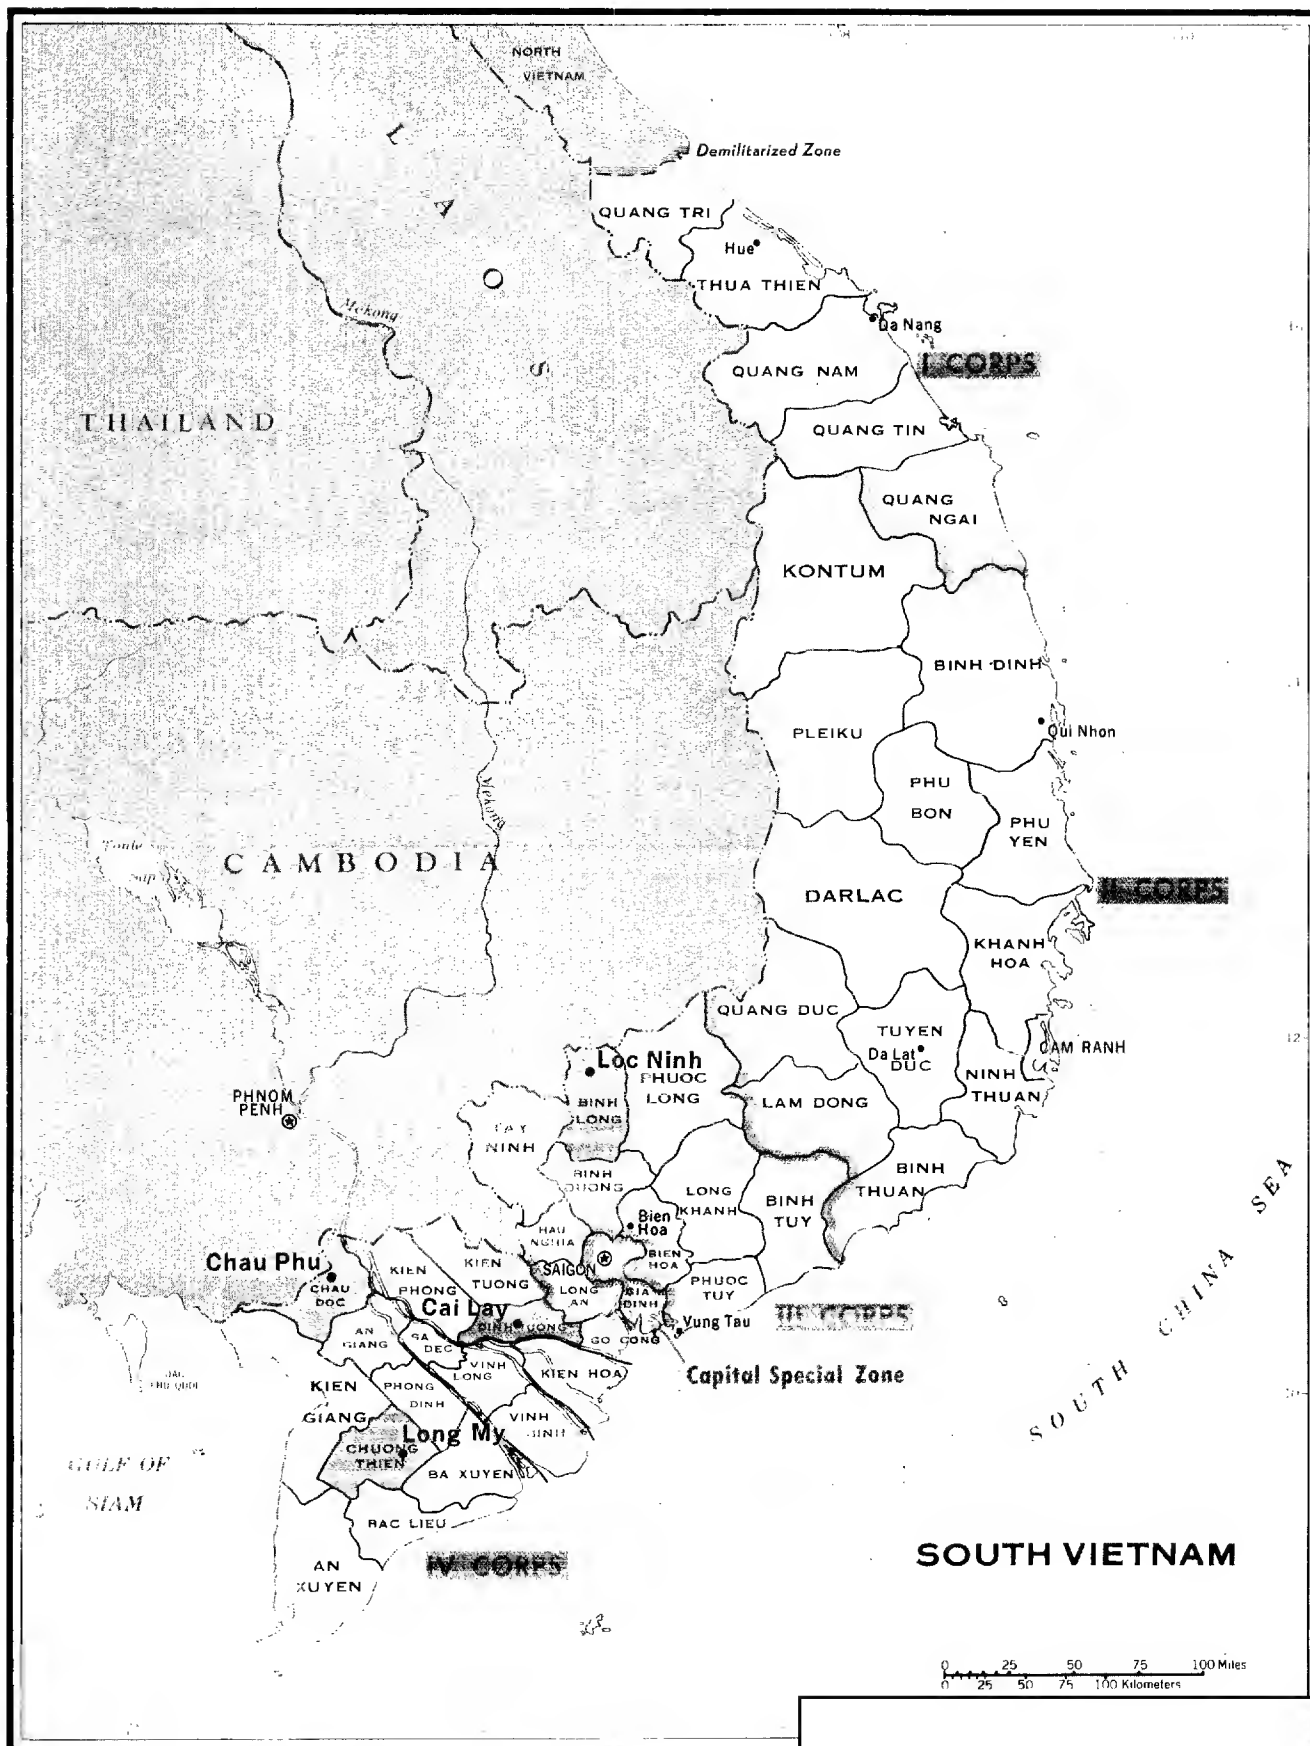 NORTH
VIETNAM
Demilitarized Zone
L
A
O
S
QUANG TRI
Hue
THUA THIEN
Mekong
Da Nang
I CORPS
QUANG NAM
THAILAND
QUANG TIN
QUANG
NGAI
KONTUM
BINH DINH
PLEIKU
Qui Nhon
PHU
BON
Mekong
PHU
YEN
Tonle
Sap
CAMBODIA
DARLAC
II CORPS
KHANH
HOA
QUANG DUC
TUYEN
Da Lat
DUC
12
CAM RANH
Loc Ninh
PHUOC
LONG
NINH
THUAN
PHNOM
PENH
BINH
LONG
LAM DONG
TAY
NINH
BINH
THUAN
BINH
DUONG
LONG
KHANH
BINH
TUY
SOUTH CHINA SEA
Bien
Hoa
HAU
NGHIA
BIEN
HOA
SAIGON
Chau Phu
KIEN
PHONG
KIEN
TUONG
CHAU
DOC
LONG
AN
GIA
DINH
PHUOC
TUY
Cai Lay
DINH TUONG
Vung Tau
III CORPS
AN
GIANG
SA
DEC
GO CONG
VINH
LONG
KIEN HOA
Capital Special Zone
KIEN
GIANG
PHONG
DINH
VINH
BINH
Long My
CHUONG
THIEN
BA XUYEN
GULF OF
SIAM
BAC LIEU
AN
XUYEN
IV CORPS
SOUTH VIETNAM
0 25 50 75 100 Miles
0 25 50 75 100 Kilometers